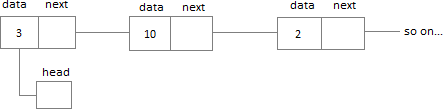 data next
data next
data next
3
10
2
so on...
head